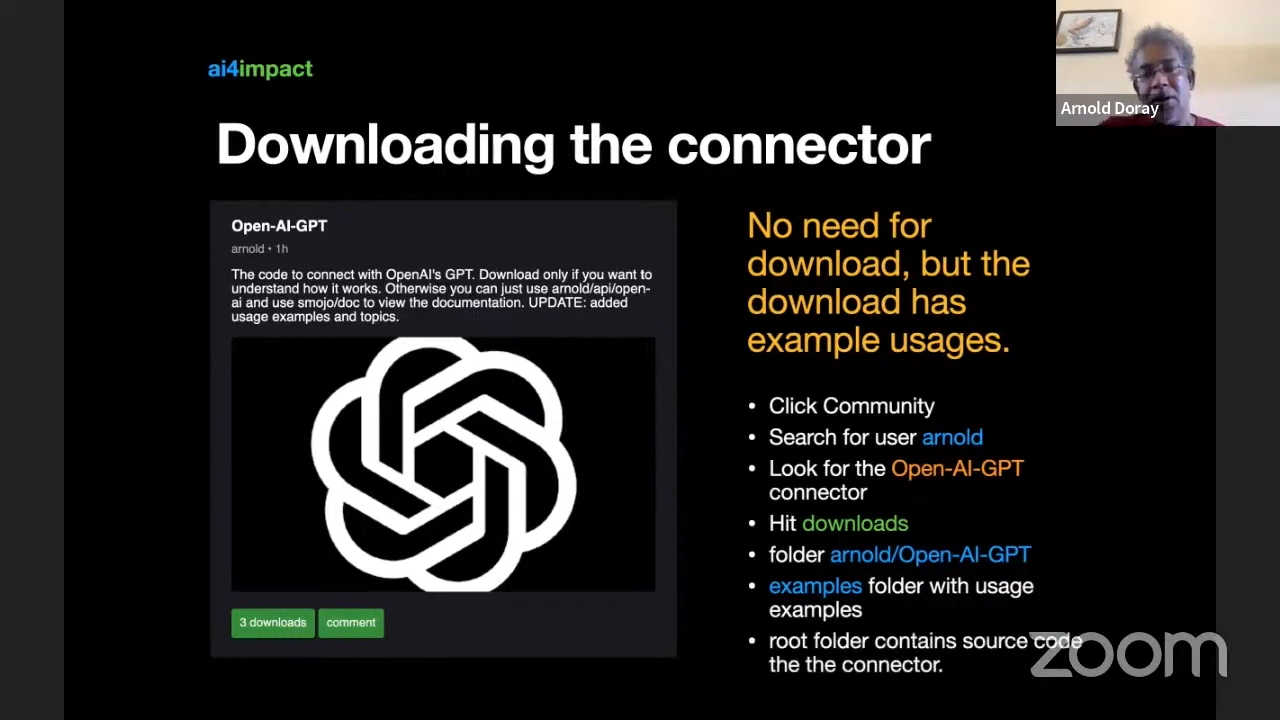 ai4impact
Arnold Doray
Downloading the connector
Open-AI-GPT
arnold • 1h
The code to connect with OpenAI's GPT. Download only if you want to
understand how it works. Otherwise you can just use arnold/api/open-
ai and use smojo/doc to view the documentation. UPDATE: added
usage examples and topics.
3 downloads
comment
No need for
download, but the
download has
example usages.
• Click Community
• Search for user arnold
• Look for the Open-AI-GPT
connector
• Hit downloads
• folder arnold/Open-AI-GPT
• examples folder with usage
examples
• root folder contains source code
the the connector.
zoom